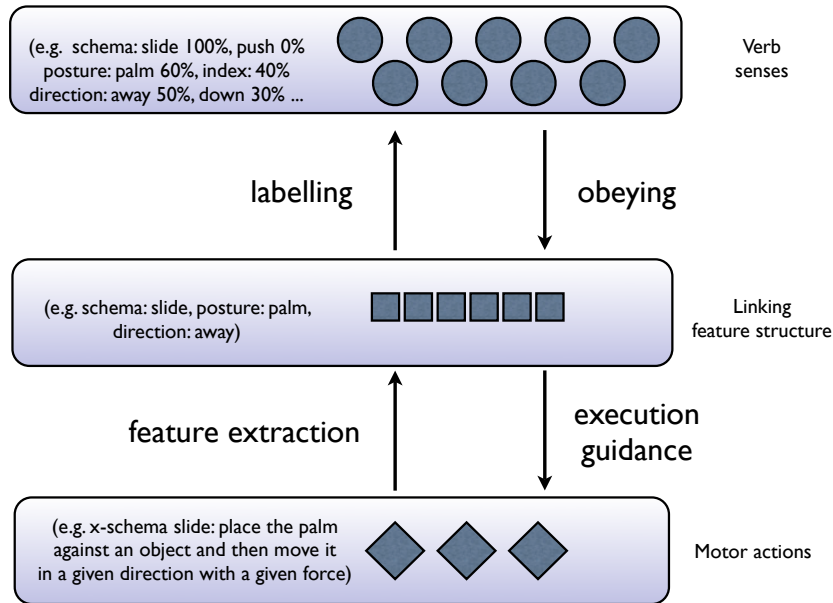 (e.g. schema: slide 100%, push 0%
posture: palm 60%, index: 40%
direction: away 50%, down 30% ...
Verb
senses
labelling
obeying
(e.g. schema: slide, posture: palm,
direction: away)
Linking
feature structure
feature extraction
execution
guidance
(e.g. x-schema slide: place the palm
against an object and then move it
in a given direction with a given force)
Motor actions